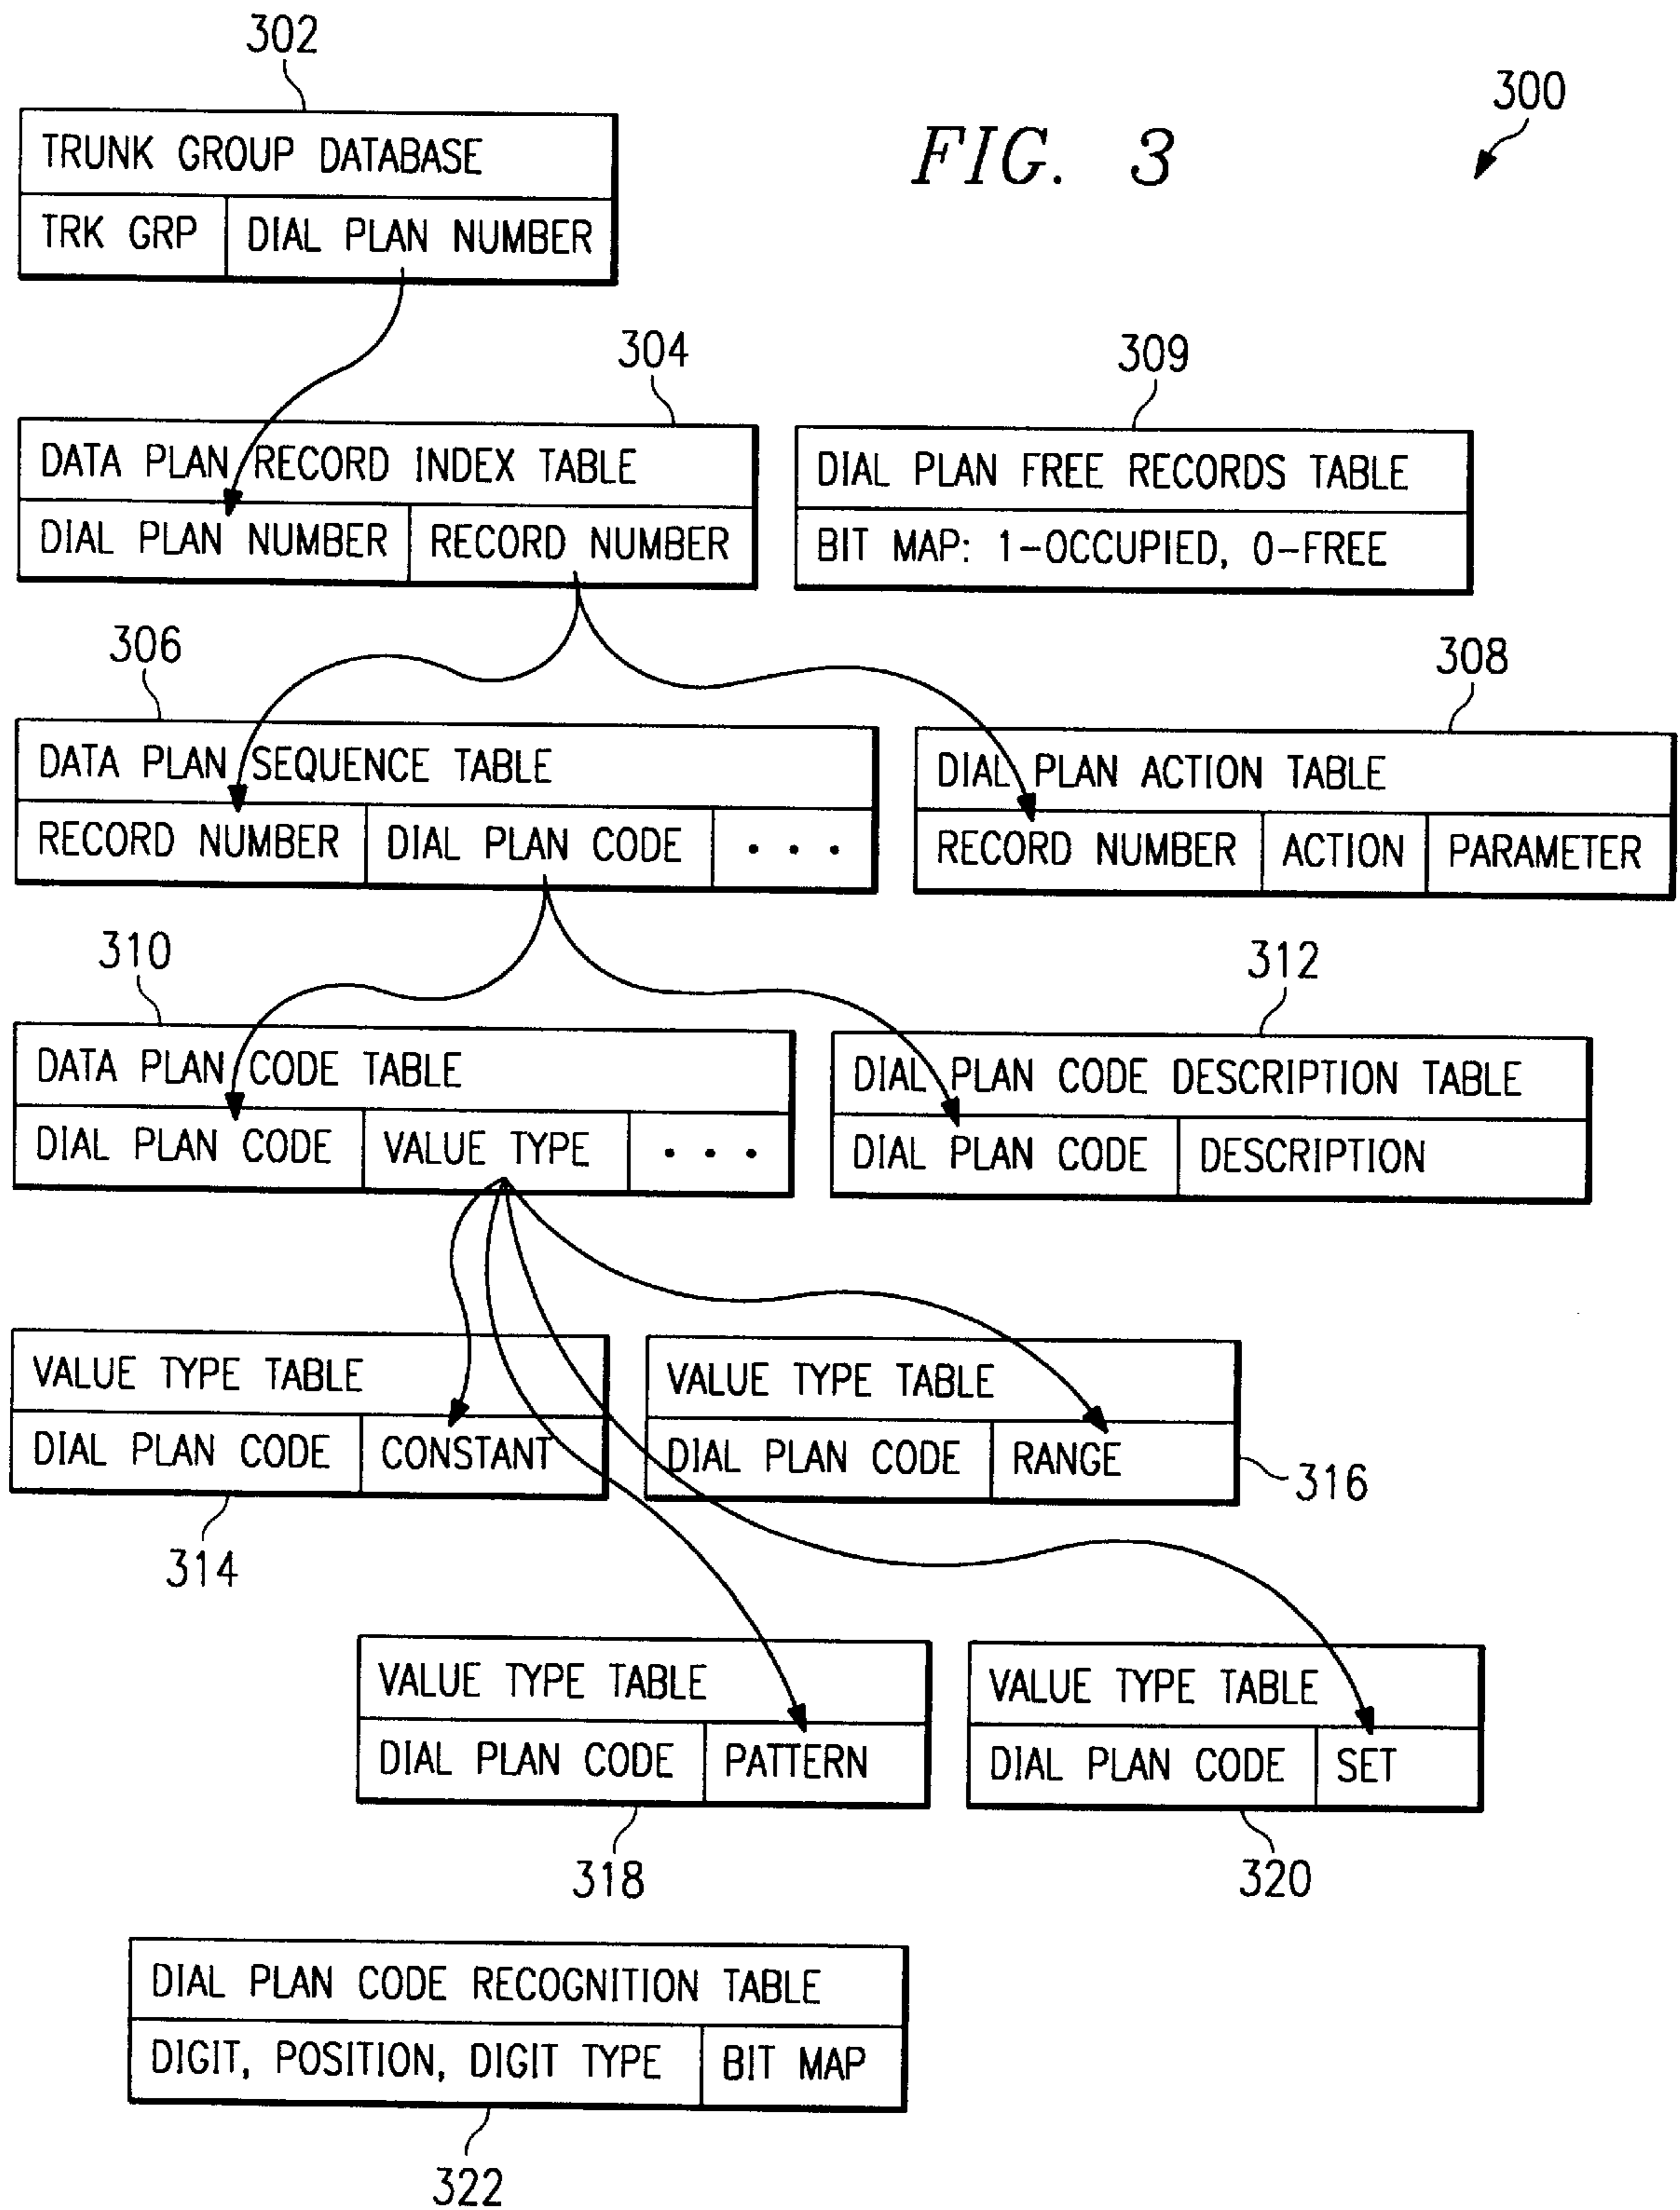 302
300
FIG. 3
TRUNK GROUP DATABASE
TRK GRP DIAL PLAN NUMBER
304
309
DATA PLAN RECORD INDEX TABLE
DIAL PLAN NUMBER RECORD NUMBER
DIAL PLAN FREE RECORDS TABLE
BIT MAP: 1-OCCUPIED, 0-FREE
306
308
DATA PLAN SEQUENCE TABLE
RECORD NUMBER DIAL PLAN CODE • • •
DIAL PLAN ACTION TABLE
RECORD NUMBER ACTION PARAMETER
310
312
DATA PLAN CODE TABLE
DIAL PLAN CODE VALUE TYPE • • •
DIAL PLAN CODE DESCRIPTION TABLE
DIAL PLAN CODE DESCRIPTION
VALUE TYPE TABLE
DIAL PLAN CODE CONSTANT
314
VALUE TYPE TABLE
DIAL PLAN CODE RANGE
316
VALUE TYPE TABLE
DIAL PLAN CODE PATTERN
318
VALUE TYPE TABLE
DIAL PLAN CODE SET
320
DIAL PLAN CODE RECOGNITION TABLE
DIGIT, POSITION, DIGIT TYPE BIT MAP
322